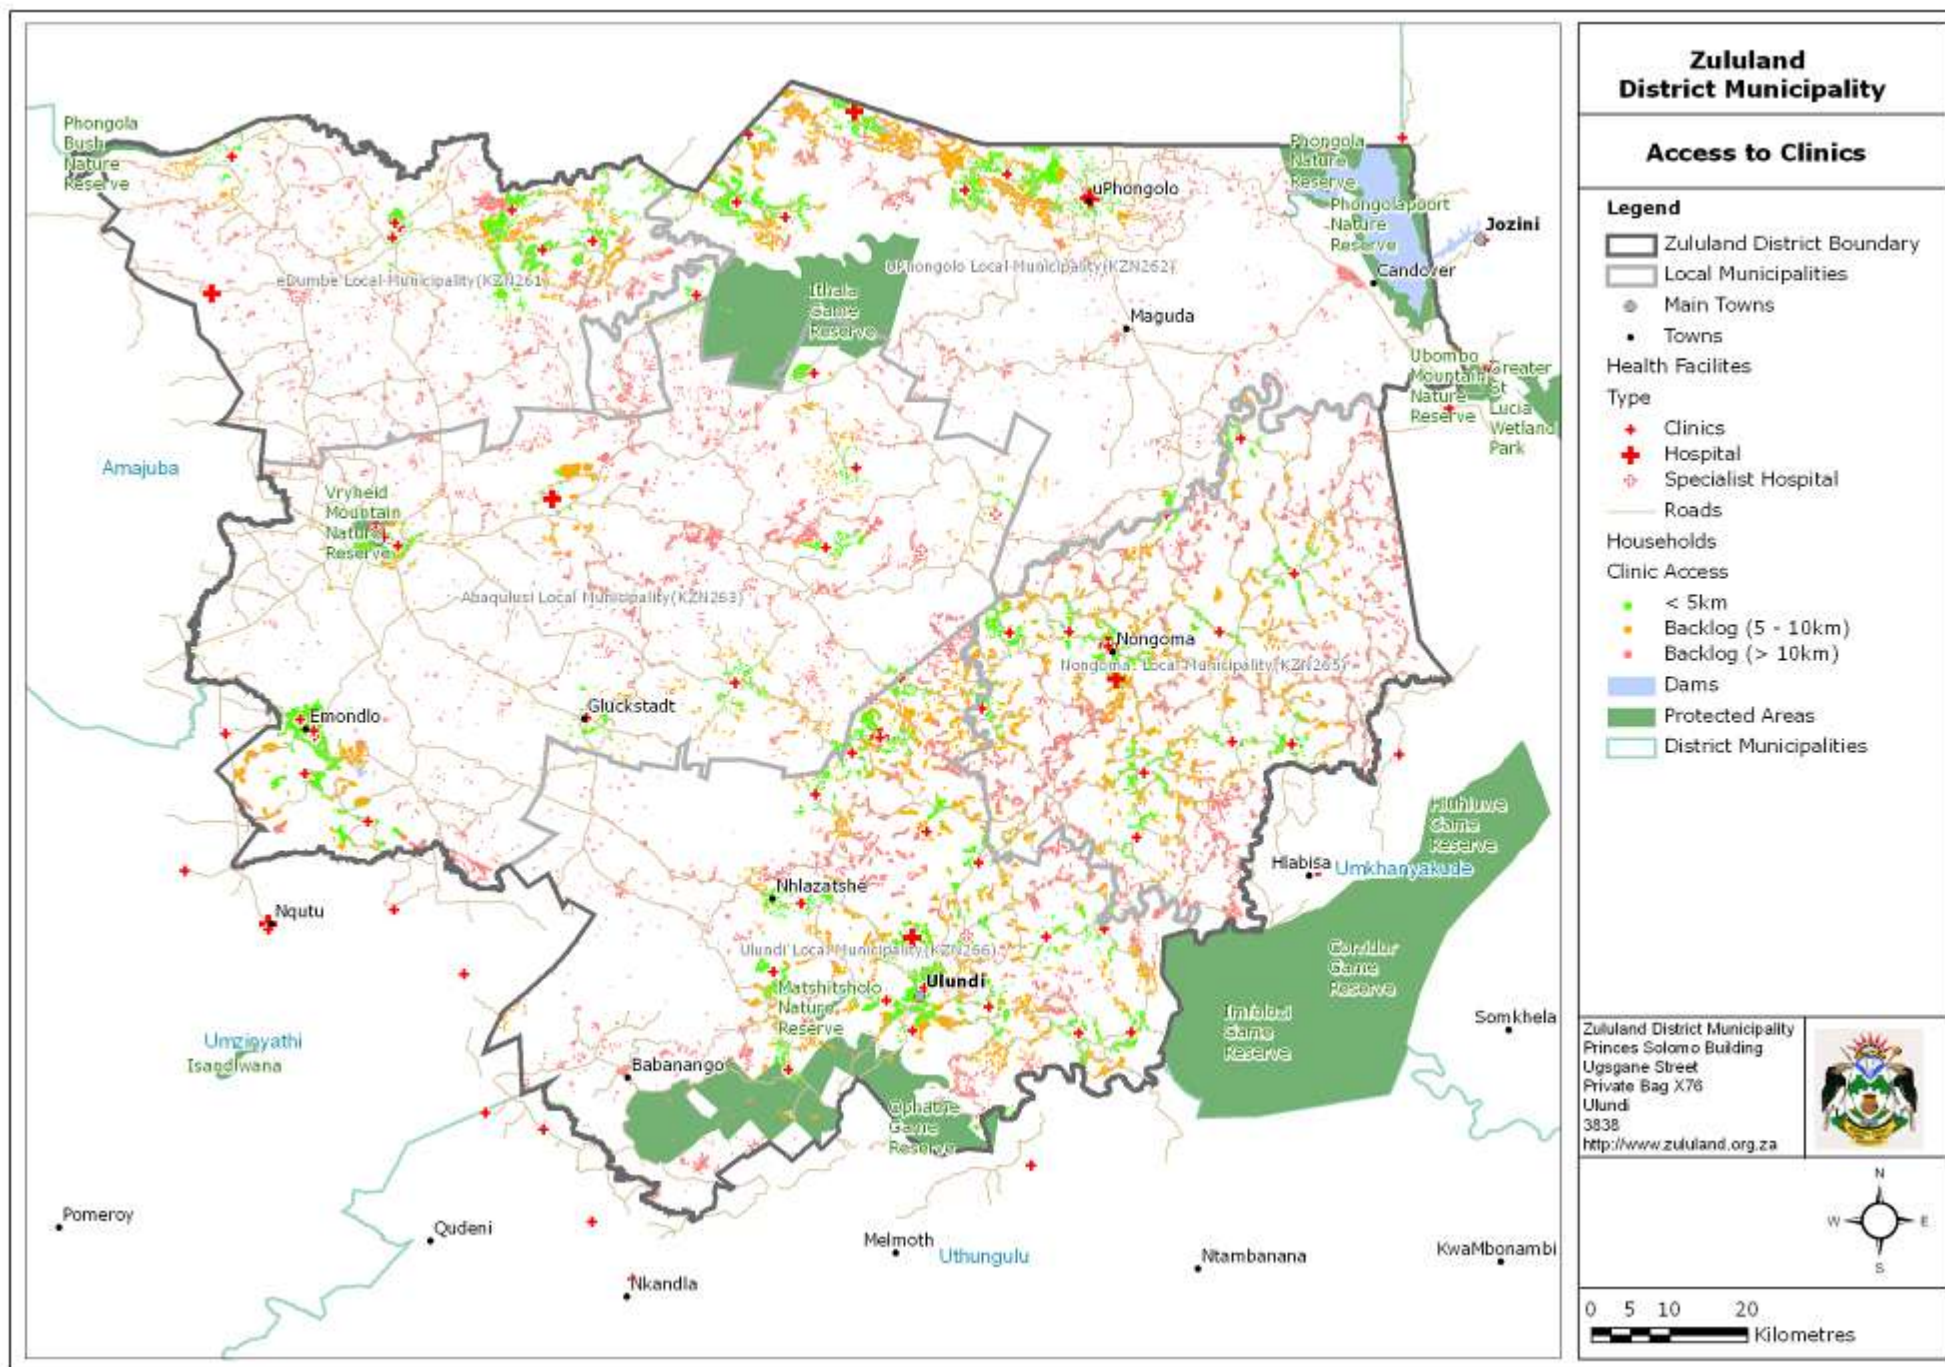 Zululand
District Municipality
Access to Clinics
Legend
Zululand District Boundary
Local Municipalities
Main Towns
Towns
Health Facilites
Type
Clinics
Hospital
Specialist Hospital
Roads
Households
Clinic Access
< 5km
Backlog (5 - 10km)
Backlog (> 10km)
Dams
Protected Areas
District Municipalities
Zululand District Municipality
Princes Solomo Building
Ugsgane Street
Private Bag X76
Ulundi
3838
http://www.zululand.org.za
N
W
E
S
0 5 10 20
Kilometres
Phongola
Bush
Nature
Reserve
Phongola
Nature
Reserve
uPhongolo
Phongolapoort
Nature
Reserve
Jozini
eDumbe Local Municipality(KZN261)
UPhongolo Local Municipality(KZN262)
Candover
Ithala
Game
Reserve
Maguda
Ubombo
Mountain
Nature
Reserve
Greater
St
Lucia
Wetland
Park
Amajuba
Vryheid
Mountain
Nature
Reserve
Abaqulusi Local Municipality(KZN263)
Nongoma
Nongoma Local Municipality(KZN265)
Emondlo
Gluckstadt
Hluhluwe
Game
Reserve
Hlabisa
Umkhanyakude
Nhlazatshe
Nqutu
Ulundi Local Municipality(KZN266)
Corridor
Game
Reserve
Ulundi
Matshitsholo
Nature
Reserve
Imfolozi
Game
Reserve
Somkhela
Umzinyathi
Isandlwana
Babanango
Ophathe
Game
Reserve
Pomeroy
Qudeni
Melmoth
Uthungulu
Ntambanana
KwaMbonambi
Nkandla